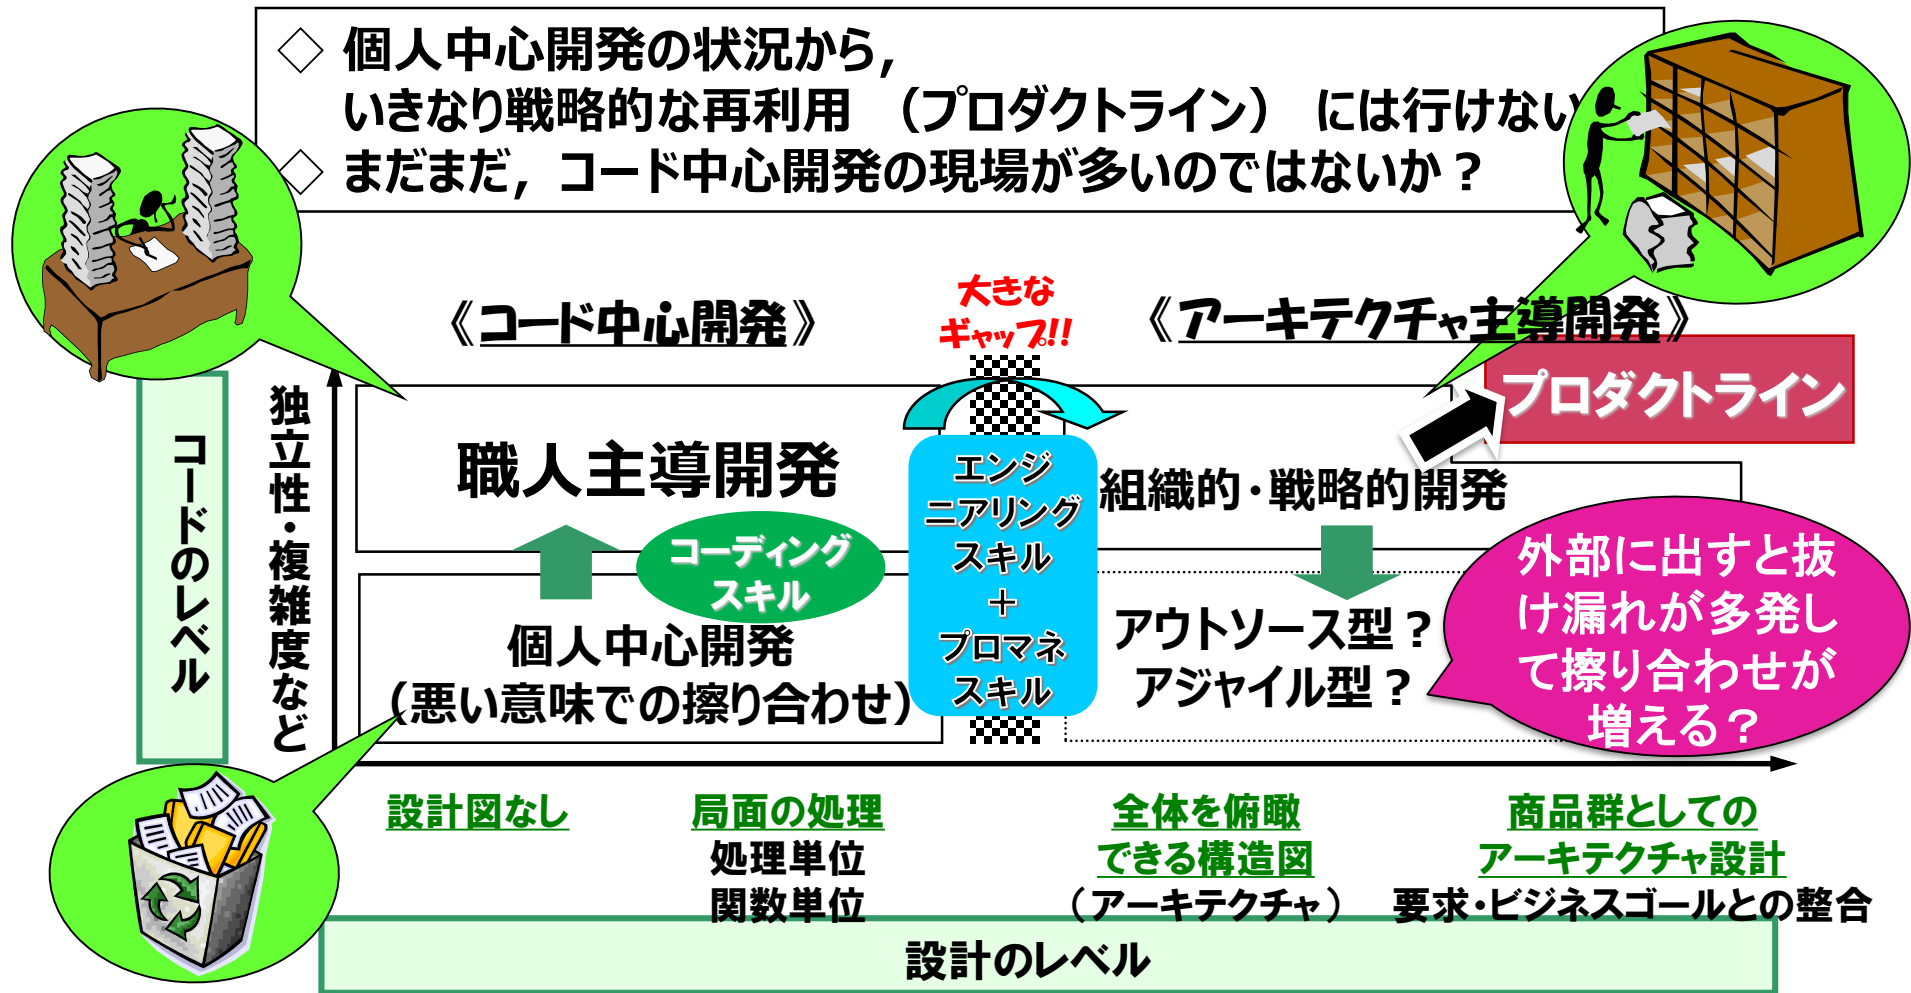 ◇ 個人中心開発の状況から,
いきなり戦略的な再利用 （プロダクトライン） には行けない
◇ まだまだ, コード中心開発の現場が多いのではないか？
《コード中心開発》
大きな
ギャップ!!
《アーキテクチャ主導開発》
プロダクトライン
コードのレベル
独立性・複雑度など
職人主導開発
コーディング
スキル
個人中心開発
（悪い意味での擦り合わせ）
エンジ
ニアリング
スキル
＋
プロマネ
スキル
組織的・戦略的開発
アウトソース型？
アジャイル型？
外部に出すと抜
け漏れが多発し
て擦り合わせが
増える？
設計図なし
局面の処理
処理単位
関数単位
全体を俯瞰
できる構造図
（アーキテクチャ）
商品群としての
アーキテクチャ設計
要求・ビジネスゴールとの整合
設計のレベル